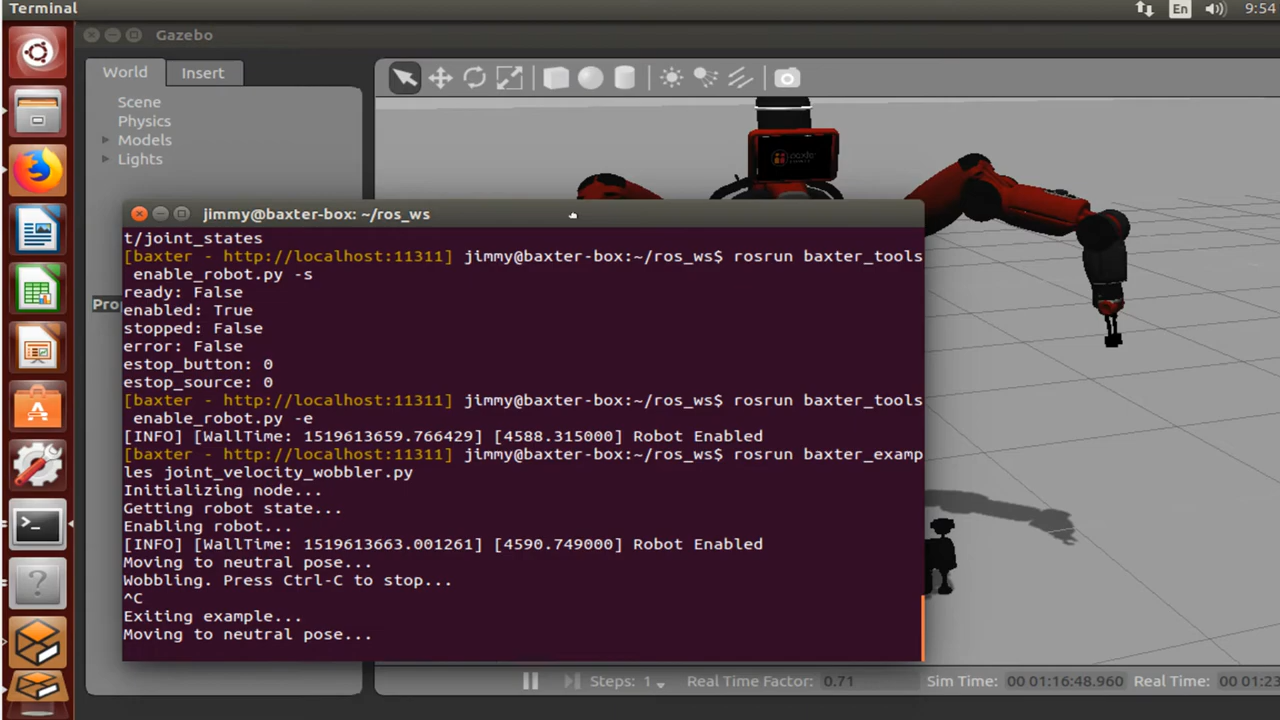 Terminal
En
9:54
Gazebo
World
Insert
Scene
Physics
Models
Lights
jimmy@baxter-box: ~/ros_ws
t/joint_states
[baxter - http://localhost:11311] jimmy@baxter-box:~/ros_ws$ rosrun baxter_tools
enable_robot.py -s
ready: False
enabled: True
stopped: False
error: False
estop_button: 0
estop_source: 0
[baxter - http://localhost:11311] jimmy@baxter-box:~/ros_ws$ rosrun baxter_tools
enable_robot.py -e
[INFO] [WallTime: 1519613659.766429] [4588.315000] Robot Enabled
[baxter - http://localhost:11311] jimmy@baxter-box:~/ros_ws$ rosrun baxter_examp
les joint_velocity_wobbler.py
Initializing node...
Getting robot state...
Enabling robot...
[INFO] [WallTime: 1519613663.001261] [4590.749000] Robot Enabled
Moving to neutral pose...
Wobbling. Press Ctrl-C to stop...
^C
Exiting example...
Moving to neutral pose...
Steps: 1
Real Time Factor: 0.71
Sim Time: 00 01:16:48.960
Real Time: 00 01:23